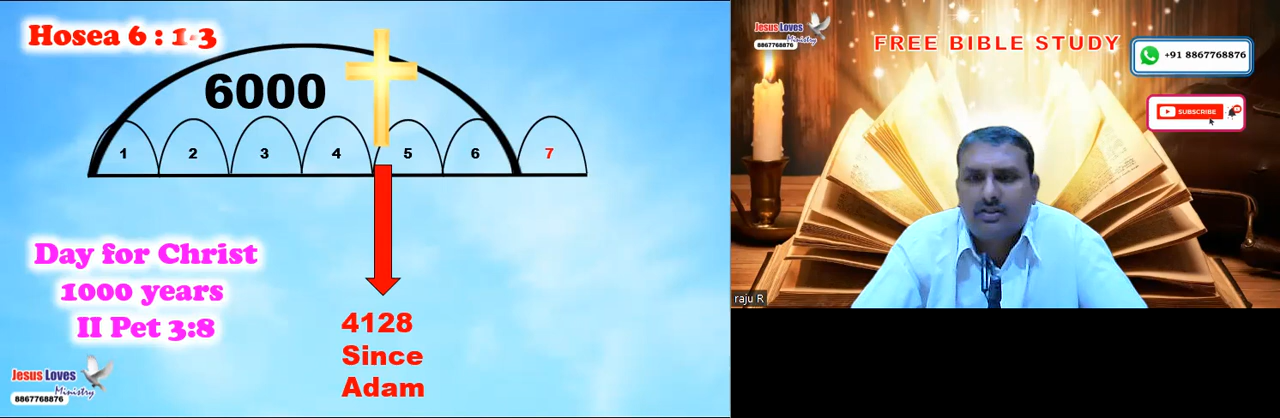 Hosea 6 : 1-3
6000
1 2 3 4 5 6 7
Day for Christ
1000 years
II Pet 3:8
4128
Since
Adam
Jesus Loves
Ministry
8867768876
Jesus Loves
Ministry
8867768876
FREE BIBLE STUDY
+91 8867768876
SUBSCRIBE
raju R